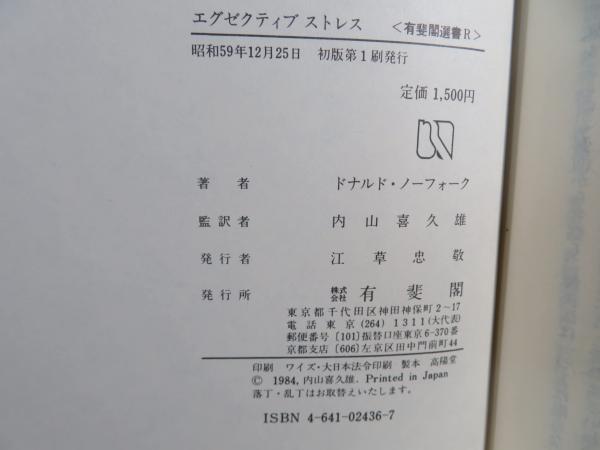 エグゼクティブ ストレス 〈有斐閣選書R〉
昭和59年12月25日 初版第1刷発行
定価 1,500円
著者 ドナルド・ノーフォーク
監訳者 内山喜久雄
発行者 江草忠敬
発行所 株式会社 有斐閣
東京都千代田区神田神保町2～17
電話 東京 (264) 1311 (大代表)
郵便番号 〔101〕 振替口座東京6-370番
京都支店 〔606〕 左京区田中門前町44
印刷 ワイズ・大日本法令印刷 製本 高陽堂
© 1984, 内山喜久雄. Printed in Japan
落丁・乱丁はお取替えいたします。
ISBN 4-641-02436-7